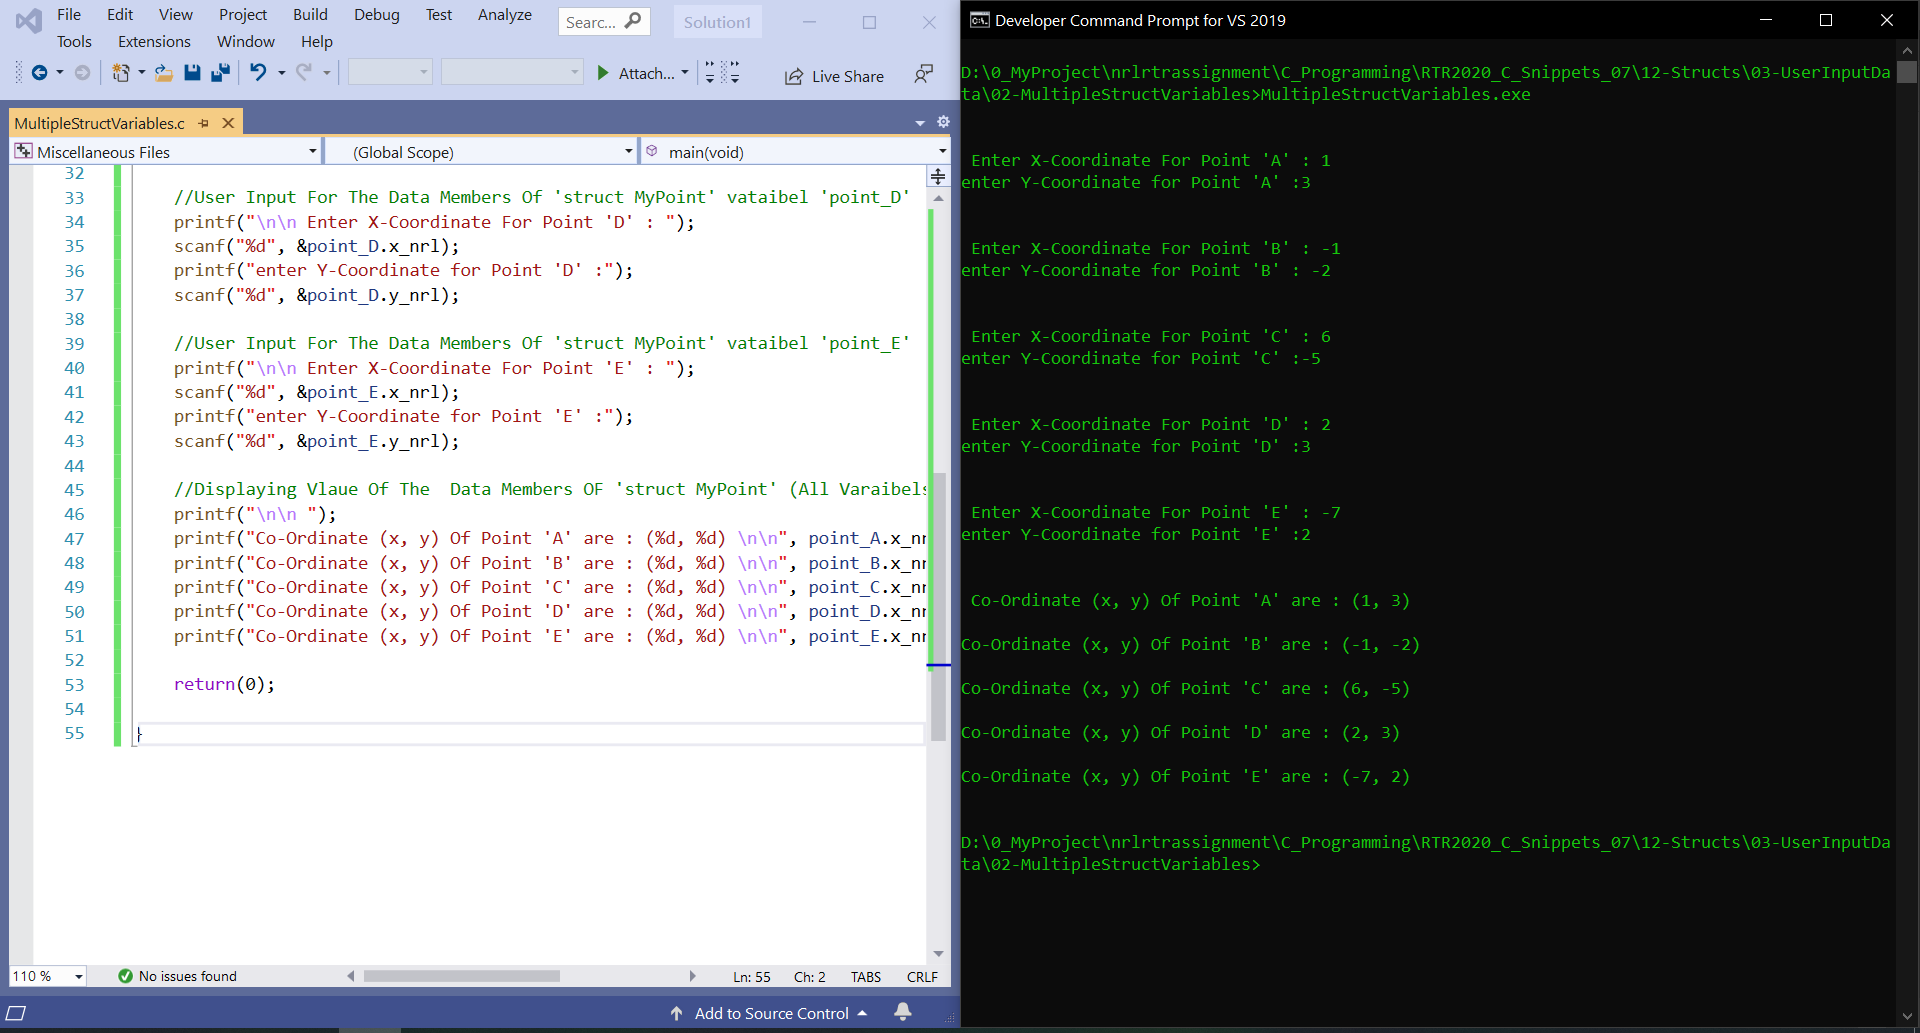 File Edit View Project Build Debug Test Analyze Searc... Solution1
Tools Extensions Window Help
Attach... Live Share
MultipleStructVariables.c
Miscellaneous Files (Global Scope) main(void)
32
33 //User Input For The Data Members Of 'struct MyPoint' vataibel 'point_D'
34 printf("\n\n Enter X-Coordinate For Point 'D' : ");
35 scanf("%d", &point_D.x_nrl);
36 printf("enter Y-Coordinate for Point 'D' :");
37 scanf("%d", &point_D.y_nrl);
38
39 //User Input For The Data Members Of 'struct MyPoint' vataibel 'point_E'
40 printf("\n\n Enter X-Coordinate For Point 'E' : ");
41 scanf("%d", &point_E.x_nrl);
42 printf("enter Y-Coordinate for Point 'E' :");
43 scanf("%d", &point_E.y_nrl);
44
45 //Displaying Vlaue Of The  Data Members OF 'struct MyPoint' (All Varaibels
46 printf("\n\n ");
47 printf("Co-Ordinate (x, y) Of Point 'A' are : (%d, %d) \n\n", point_A.x_nr
48 printf("Co-Ordinate (x, y) Of Point 'B' are : (%d, %d) \n\n", point_B.x_nr
49 printf("Co-Ordinate (x, y) Of Point 'C' are : (%d, %d) \n\n", point_C.x_nr
50 printf("Co-Ordinate (x, y) Of Point 'D' are : (%d, %d) \n\n", point_D.x_nr
51 printf("Co-Ordinate (x, y) Of Point 'E' are : (%d, %d) \n\n", point_E.x_nr
52
53 return(0);
54
55 }
110 % No issues found Ln: 55 Ch: 2 TABS CRLF
Add to Source Control
Developer Command Prompt for VS 2019
D:\0_MyProject\nrlrtrassignment\C_Programming\RTR2020_C_Snippets_07\12-Structs\03-UserInputDa
ta\02-MultipleStructVariables>MultipleStructVariables.exe
Enter X-Coordinate For Point 'A' : 1
enter Y-Coordinate for Point 'A' :3
Enter X-Coordinate For Point 'B' : -1
enter Y-Coordinate for Point 'B' : -2
Enter X-Coordinate For Point 'C' : 6
enter Y-Coordinate for Point 'C' :-5
Enter X-Coordinate For Point 'D' : 2
enter Y-Coordinate for Point 'D' :3
Enter X-Coordinate For Point 'E' : -7
enter Y-Coordinate for Point 'E' :2
Co-Ordinate (x, y) Of Point 'A' are : (1, 3)
Co-Ordinate (x, y) Of Point 'B' are : (-1, -2)
Co-Ordinate (x, y) Of Point 'C' are : (6, -5)
Co-Ordinate (x, y) Of Point 'D' are : (2, 3)
Co-Ordinate (x, y) Of Point 'E' are : (-7, 2)
D:\0_MyProject\nrlrtrassignment\C_Programming\RTR2020_C_Snippets_07\12-Structs\03-UserInputDa
ta\02-MultipleStructVariables>